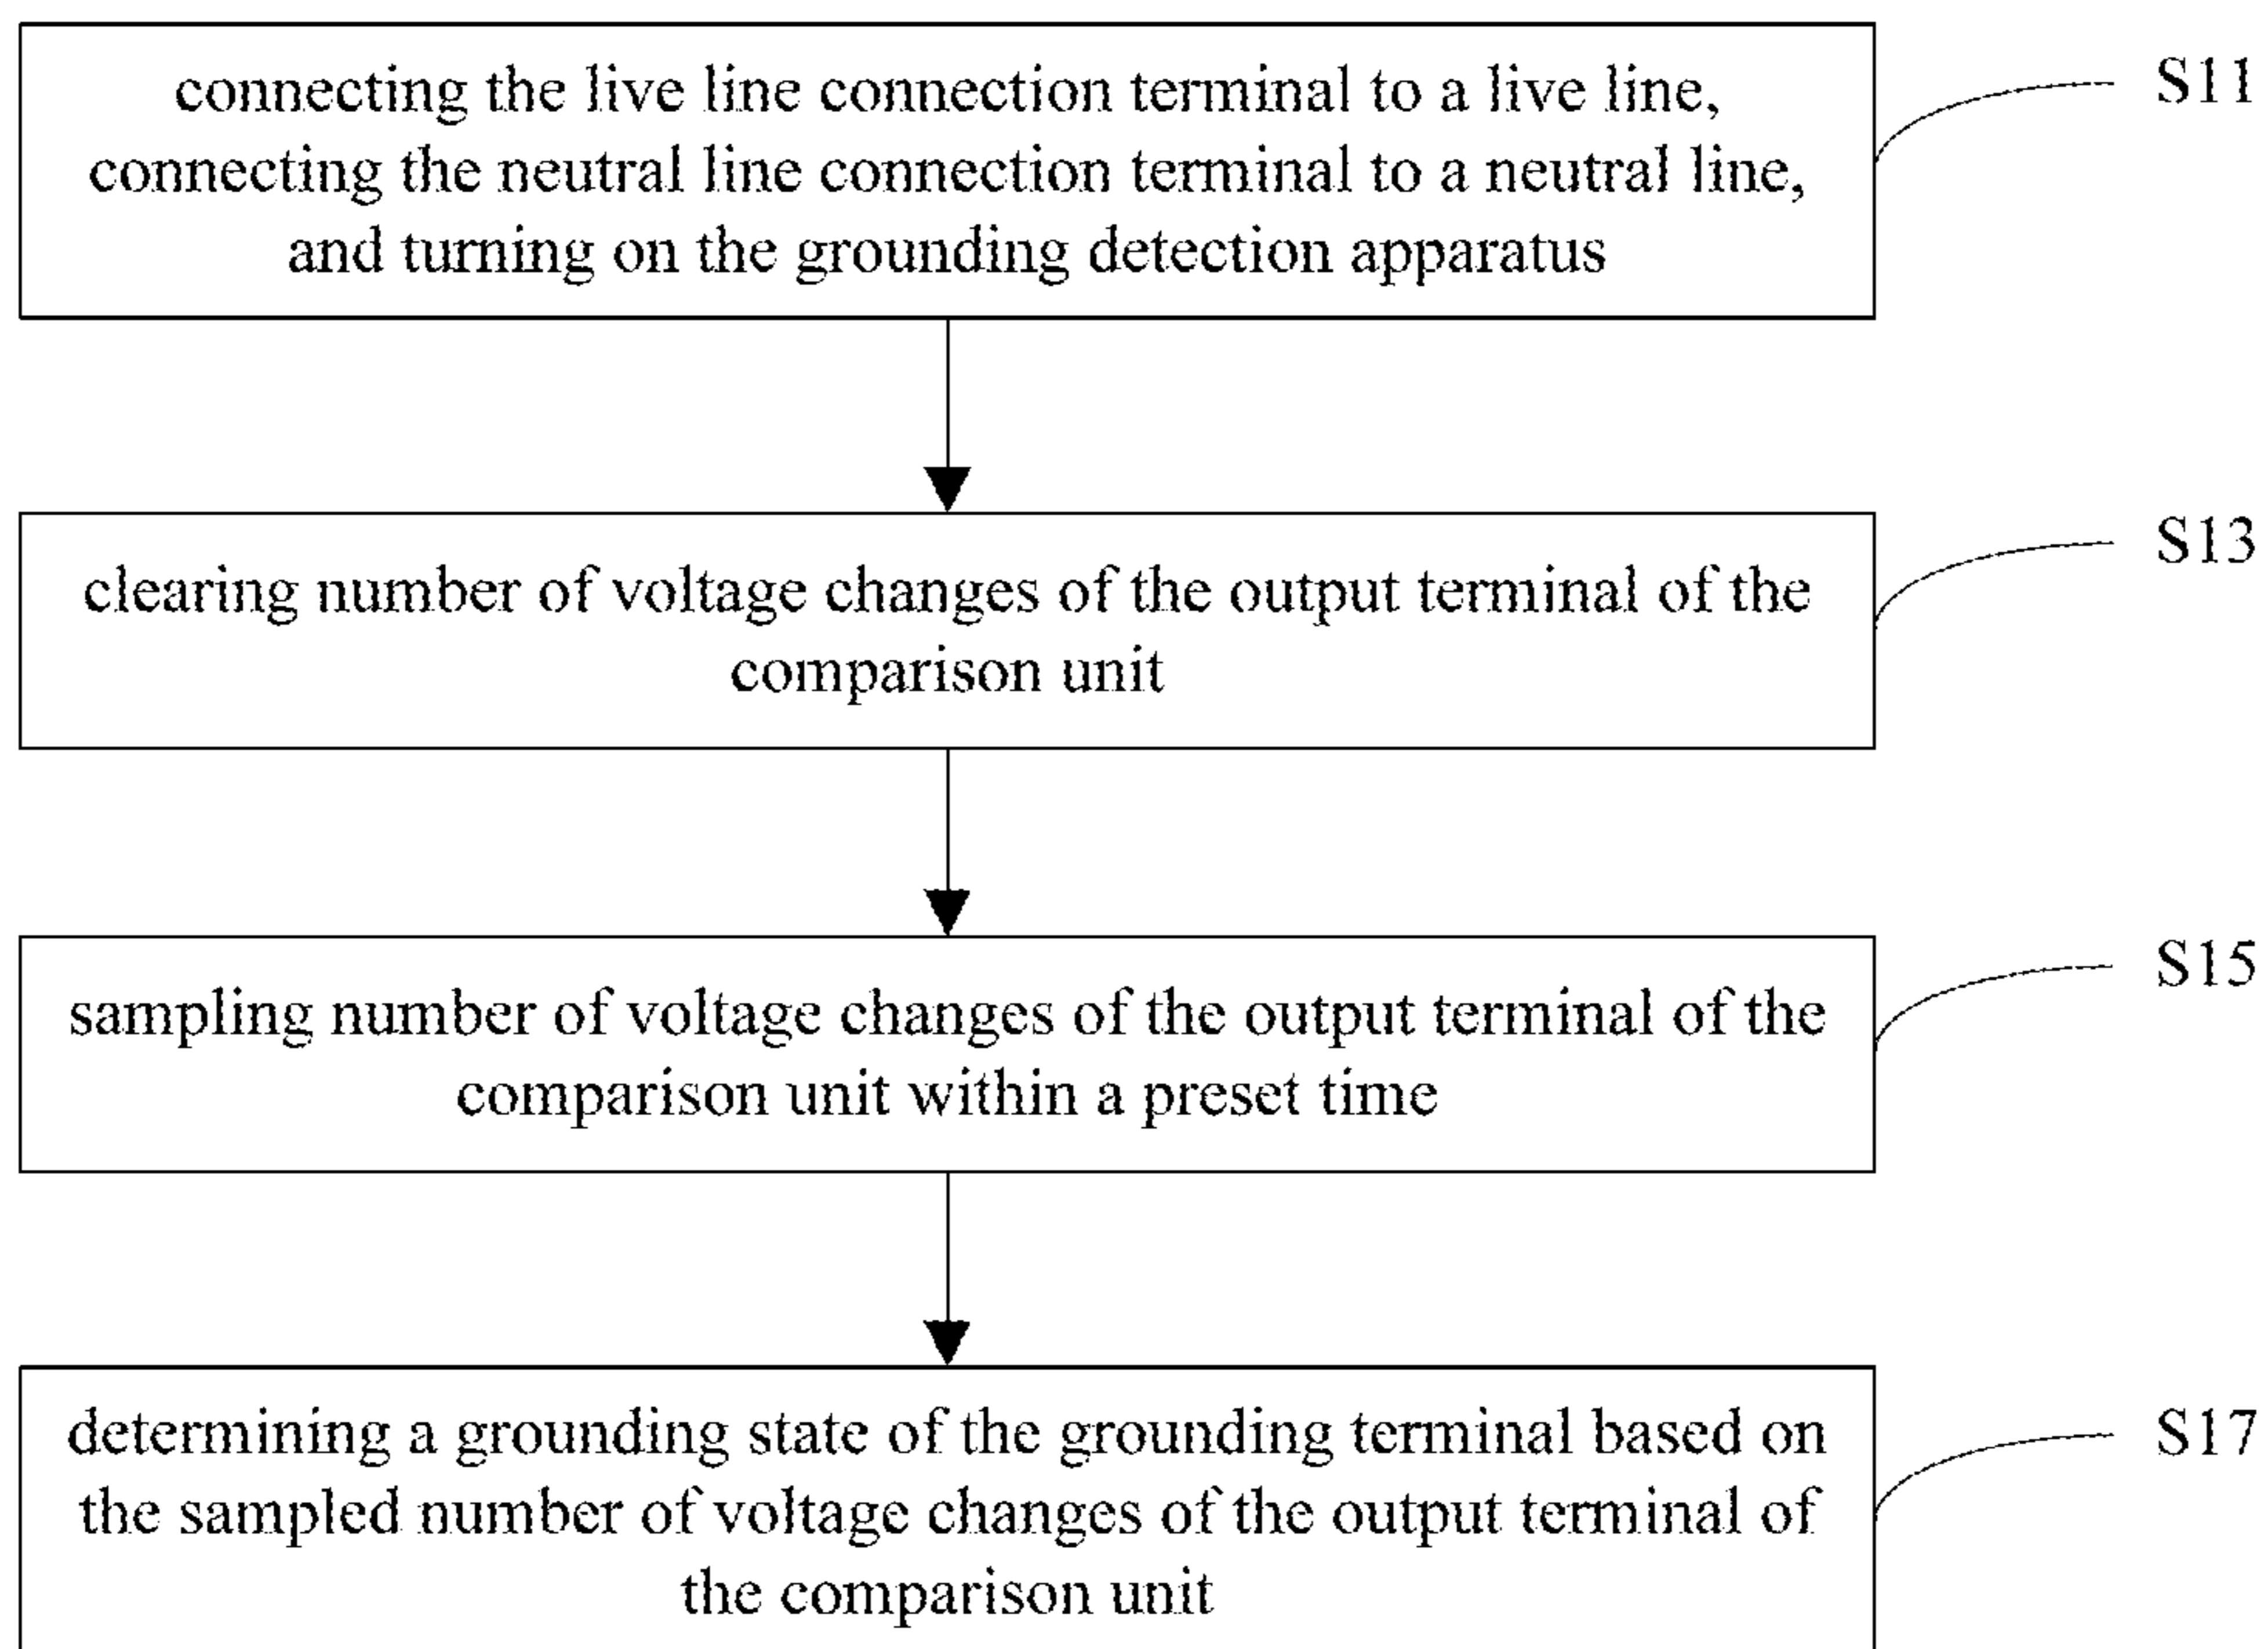 connecting the live line connection terminal to a live line,
connecting the neutral line connection terminal to a neutral line,
and turning on the grounding detection apparatus
S11
clearing number of voltage changes of the output terminal of the
comparison unit
S13
sampling number of voltage changes of the output terminal of the
comparison unit within a preset time
S15
determining a grounding state of the grounding terminal based on
the sampled number of voltage changes of the output terminal of
the comparison unit
S17